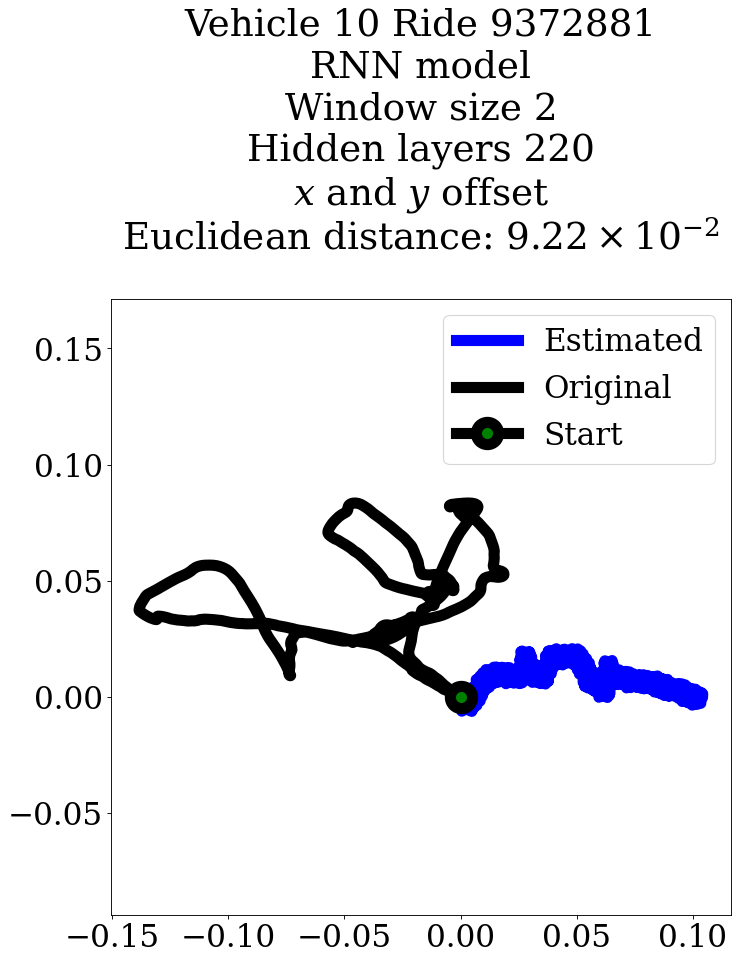 Vehicle 10 Ride 9372881
RNN model
Window size 2
Hidden layers 220
x and y offset
Euclidean distance: 9.22 × 10⁻²
Estimated
Original
Start
0.15
0.10
0.05
0.00
−0.05
−0.15 −0.10 −0.05 0.00 0.05 0.10